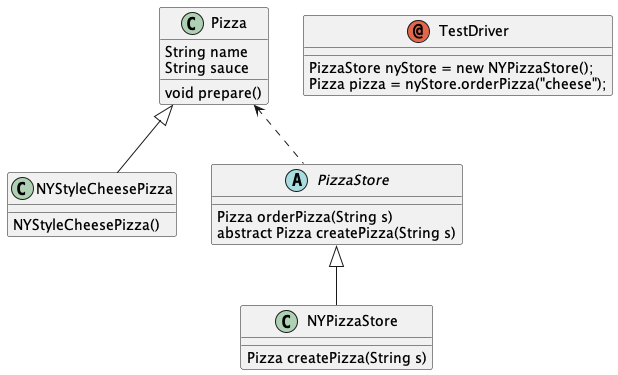 C Pizza
String name
String sauce
void prepare()
@ TestDriver
PizzaStore nyStore = new NYPizzaStore();
Pizza pizza = nyStore.orderPizza("cheese");
C NYStyleCheesePizza
NYStyleCheesePizza()
A PizzaStore
Pizza orderPizza(String s)
abstract Pizza createPizza(String s)
C NYPizzaStore
Pizza createPizza(String s)